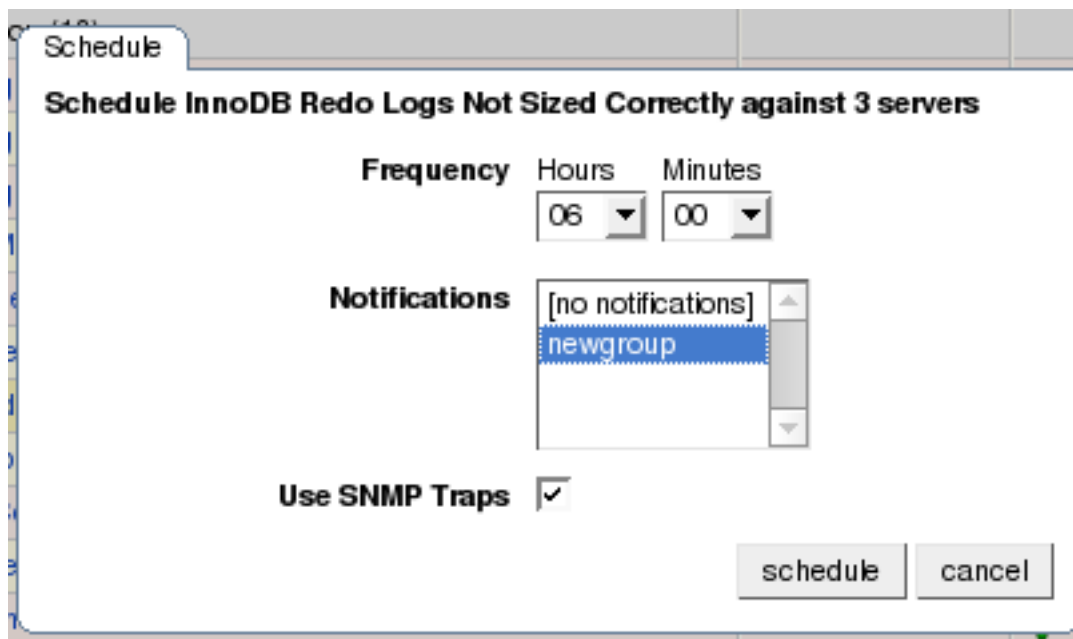 Schedule
Schedule InnoDB Redo Logs Not Sized Correctly against 3 servers
Frequency Hours Minutes
06 00
Notifications [no notifications]
newgroup
Use SNMP Traps
schedule cancel